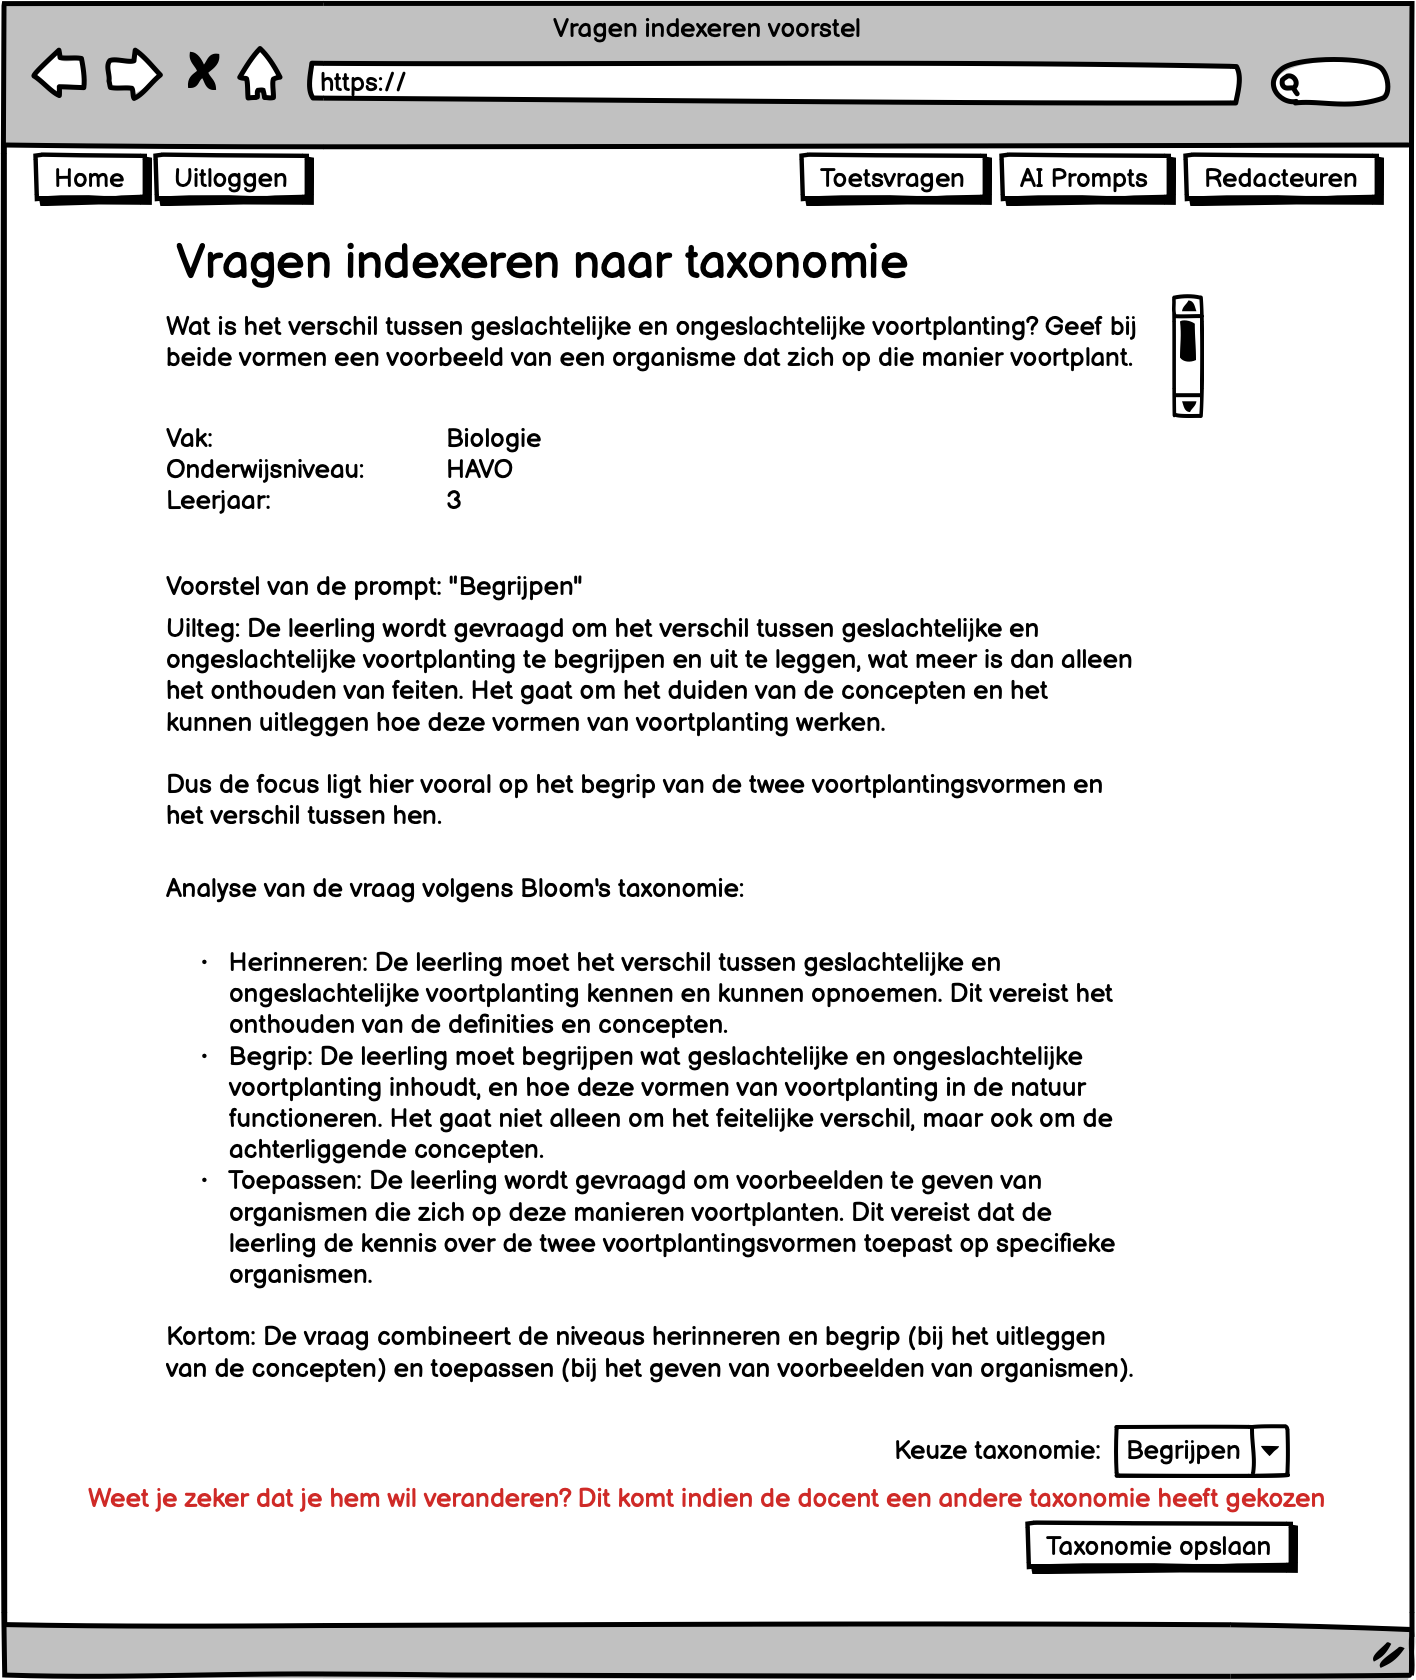 Vragen indexeren voorstel
https://
Home Uitloggen Toetsvragen AI Prompts Redacteuren
Vragen indexeren naar taxonomie
Wat is het verschil tussen geslachtelijke en ongeslachtelijke voortplanting? Geef bij
beide vormen een voorbeeld van een organisme dat zich op die manier voortplant.
Vak: Biologie
Onderwijsniveau: HAVO
Leerjaar: 3
Voorstel van de prompt: "Begrijpen"
Uilteg: De leerling wordt gevraagd om het verschil tussen geslachtelijke en
ongeslachtelijke voortplanting te begrijpen en uit te leggen, wat meer is dan alleen
het onthouden van feiten. Het gaat om het duiden van de concepten en het
kunnen uitleggen hoe deze vormen van voortplanting werken.
Dus de focus ligt hier vooral op het begrip van de twee voortplantingsvormen en
het verschil tussen hen.
Analyse van de vraag volgens Bloom's taxonomie:
• Herinneren: De leerling moet het verschil tussen geslachtelijke en
ongeslachtelijke voortplanting kennen en kunnen opnoemen. Dit vereist het
onthouden van de definities en concepten.
• Begrip: De leerling moet begrijpen wat geslachtelijke en ongeslachtelijke
voortplanting inhoudt, en hoe deze vormen van voortplanting in de natuur
functioneren. Het gaat niet alleen om het feitelijke verschil, maar ook om de
achterliggende concepten.
• Toepassen: De leerling wordt gevraagd om voorbeelden te geven van
organismen die zich op deze manieren voortplanten. Dit vereist dat de
leerling de kennis over de twee voortplantingsvormen toepast op specifieke
organismen.
Kortom: De vraag combineert de niveaus herinneren en begrip (bij het uitleggen
van de concepten) en toepassen (bij het geven van voorbeelden van organismen).
Keuze taxonomie: Begrijpen
Weet je zeker dat je hem wil veranderen? Dit komt indien de docent een andere taxonomie heeft gekozen
Taxonomie opslaan